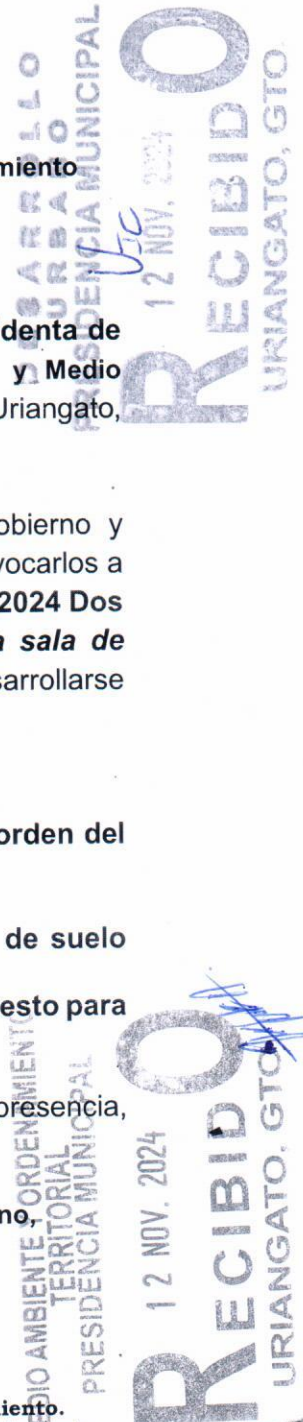 miento
denta de
y Medio
Uriangato,
obierno y
vocarlos a
2024 Dos
sala de
sarrollarse
orden del
de suelo
esto para
presencia,
no,
iento.
DESARROLLO
URBANO
PRESIDENCIA MUNICIPAL
12 NOV. 2024
RECIBIDO
URIANGATO, GTO
MEDIO AMBIENTE Y ORDENAMIENTO
TERRITORIAL
PRESIDENCIA MUNICIPAL
12 NOV. 2024
RECIBIDO
URIANGATO, GTO